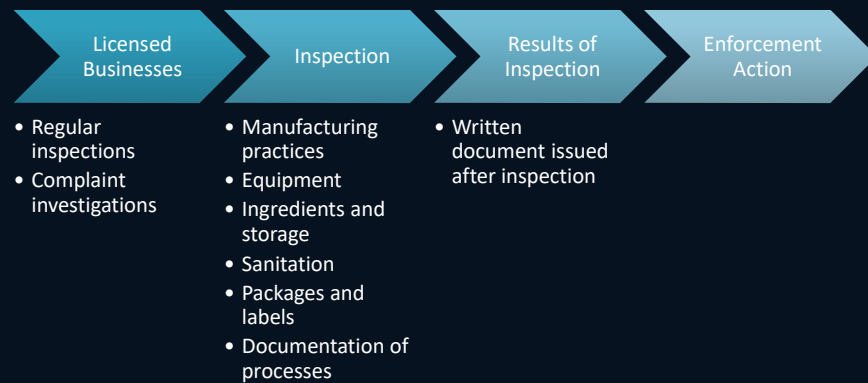 Licensed
Businesses
• Regular
inspections
• Complaint
investigations
Inspection
• Manufacturing
practices
• Equipment
• Ingredients and
storage
• Sanitation
• Packages and
labels
• Documentation of
processes
Results of
Inspection
• Written
document issued
after inspection
Enforcement
Action